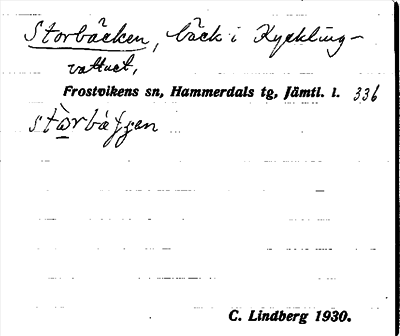 Storbäcken, bäck i Kyckling-
vattnet,
Frostvikens sn, Hammerdals tg, Jämtl. l. 336
C. Lindberg 1930.